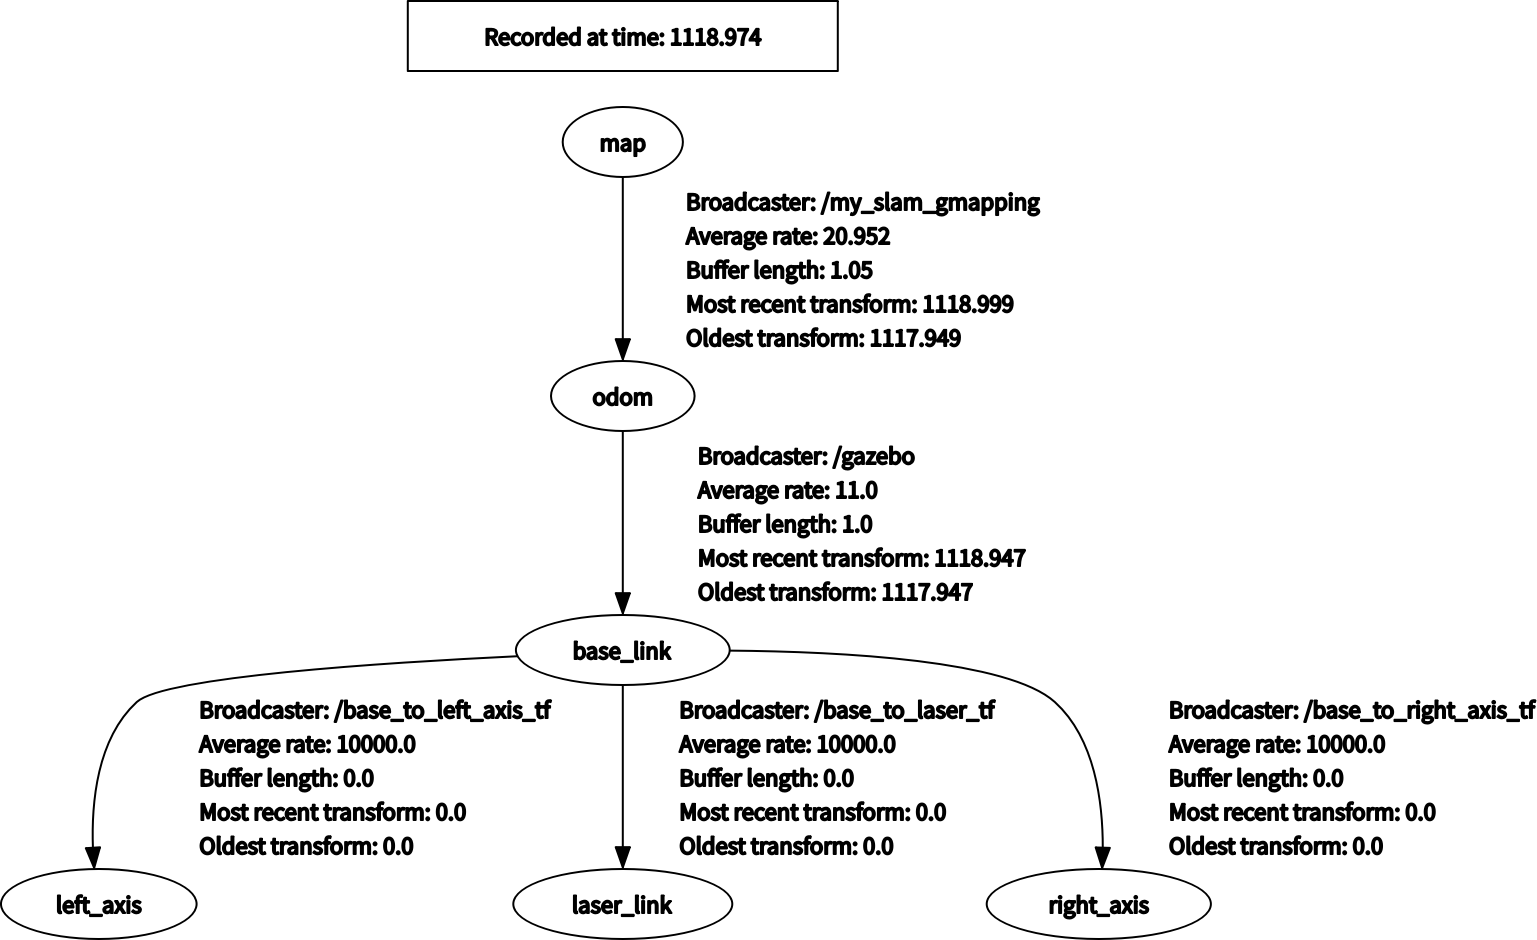 Recorded at time: 1118.974
map
Broadcaster: /my_slam_gmapping
Average rate: 20.952
Buffer length: 1.05
Most recent transform: 1118.999
Oldest transform: 1117.949
odom
Broadcaster: /gazebo
Average rate: 11.0
Buffer length: 1.0
Most recent transform: 1118.947
Oldest transform: 1117.947
base_link
Broadcaster: /base_to_left_axis_tf
Average rate: 10000.0
Buffer length: 0.0
Most recent transform: 0.0
Oldest transform: 0.0
Broadcaster: /base_to_laser_tf
Average rate: 10000.0
Buffer length: 0.0
Most recent transform: 0.0
Oldest transform: 0.0
Broadcaster: /base_to_right_axis_tf
Average rate: 10000.0
Buffer length: 0.0
Most recent transform: 0.0
Oldest transform: 0.0
left_axis
laser_link
right_axis